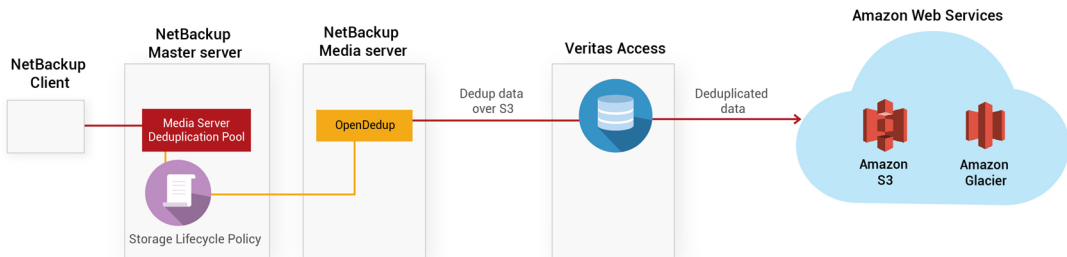 NetBackup
Client
NetBackup
Master server
Media Server
Deduplication Pool
Storage Lifecycle Policy
NetBackup
Media server
OpenDedup
Dedup data
over S3
Veritas Access
Deduplicated
data
Amazon Web Services
Amazon
S3
Amazon
Glacier